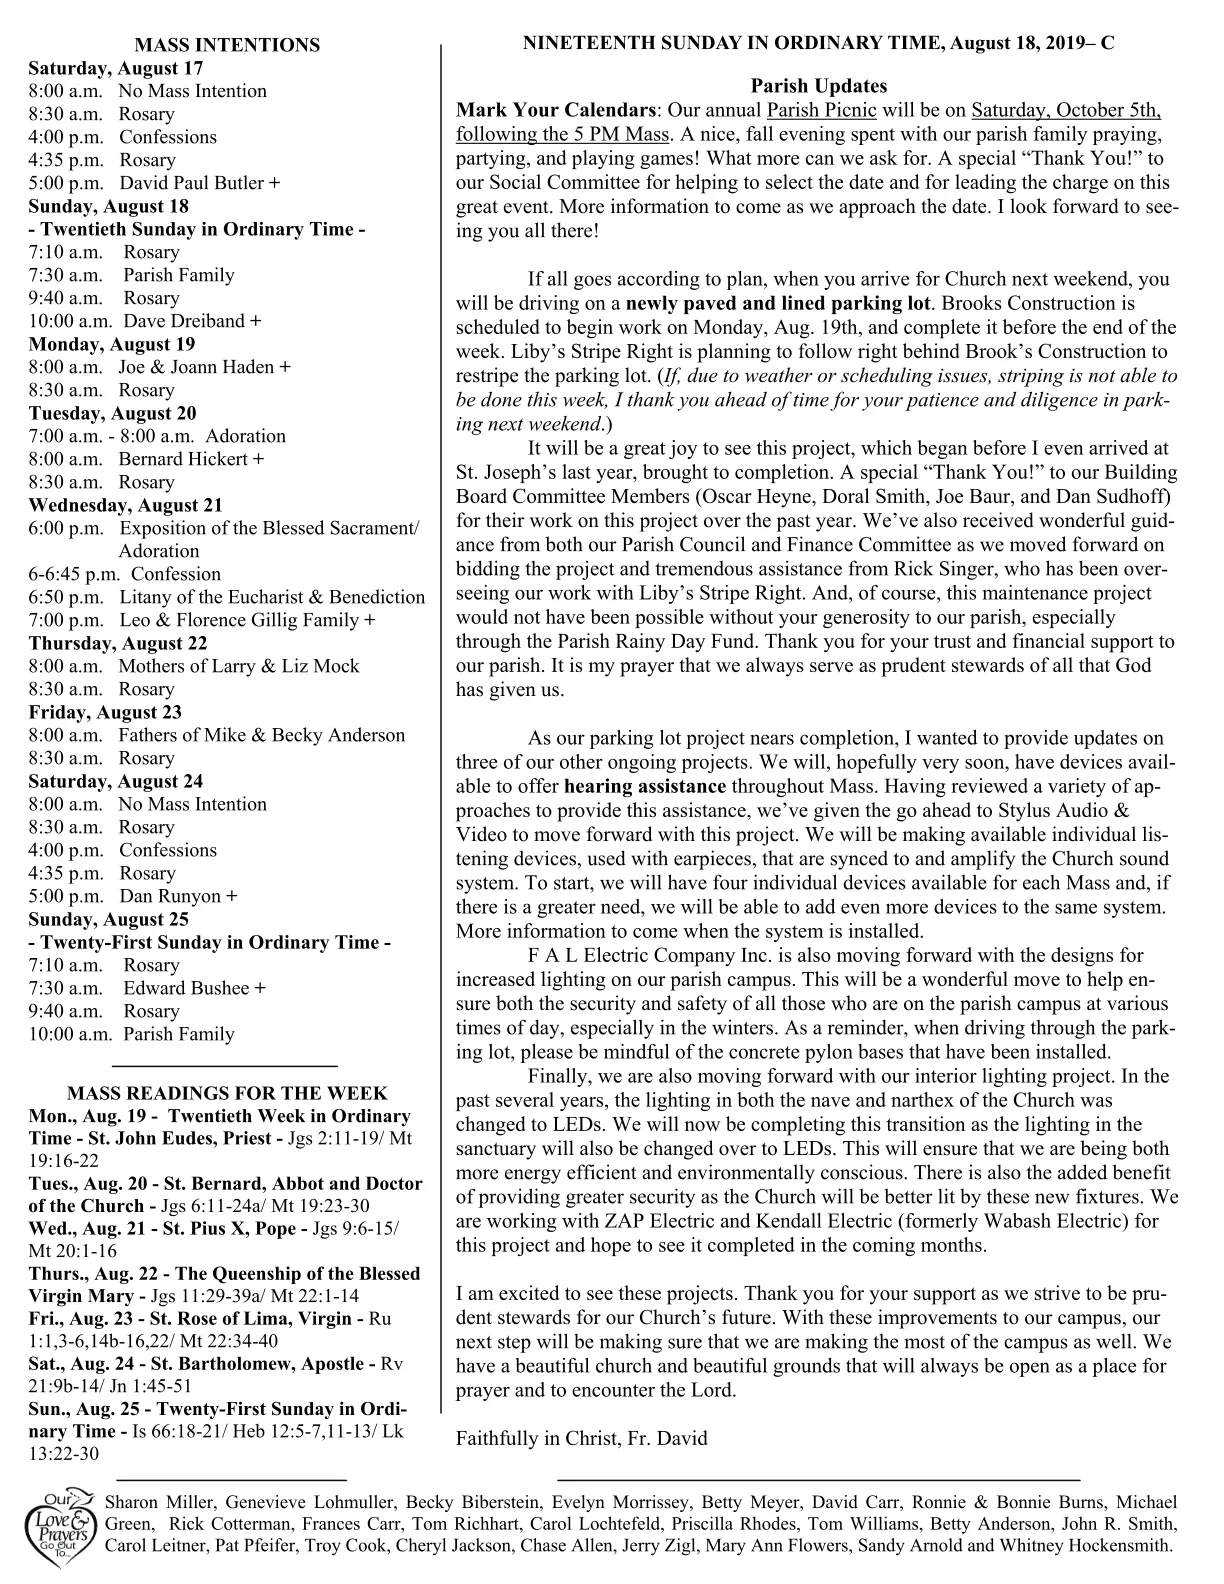 MASS INTENTIONS
Saturday, August 17
8:00 a.m. No Mass Intention
8:30 a.m. Rosary
4:00 p.m. Confessions
4:35 p.m. Rosary
5:00 p.m. David Paul Butler +
Sunday, August 18
- Twentieth Sunday in Ordinary Time -
7:10 a.m. Rosary
7:30 a.m. Parish Family
9:40 a.m. Rosary
10:00 a.m. Dave Dreiband +
Monday, August 19
8:00 a.m. Joe & Joann Haden +
8:30 a.m. Rosary
Tuesday, August 20
7:00 a.m. - 8:00 a.m. Adoration
8:00 a.m. Bernard Hickert +
8:30 a.m. Rosary
Wednesday, August 21
6:00 p.m. Exposition of the Blessed Sacrament/
Adoration
6-6:45 p.m. Confession
6:50 p.m. Litany of the Eucharist & Benediction
7:00 p.m. Leo & Florence Gillig Family +
Thursday, August 22
8:00 a.m. Mothers of Larry & Liz Mock
8:30 a.m. Rosary
Friday, August 23
8:00 a.m. Fathers of Mike & Becky Anderson
8:30 a.m. Rosary
Saturday, August 24
8:00 a.m. No Mass Intention
8:30 a.m. Rosary
4:00 p.m. Confessions
4:35 p.m. Rosary
5:00 p.m. Dan Runyon +
Sunday, August 25
- Twenty-First Sunday in Ordinary Time -
7:10 a.m. Rosary
7:30 a.m. Edward Bushee +
9:40 a.m. Rosary
10:00 a.m. Parish Family
MASS READINGS FOR THE WEEK
Mon., Aug. 19 - Twentieth Week in Ordinary
Time - St. John Eudes, Priest - Jgs 2:11-19/ Mt
19:16-22
Tues., Aug. 20 - St. Bernard, Abbot and Doctor
of the Church - Jgs 6:11-24a/ Mt 19:23-30
Wed., Aug. 21 - St. Pius X, Pope - Jgs 9:6-15/
Mt 20:1-16
Thurs., Aug. 22 - The Queenship of the Blessed
Virgin Mary - Jgs 11:29-39a/ Mt 22:1-14
Fri., Aug. 23 - St. Rose of Lima, Virgin - Ru
1:1,3-6,14b-16,22/ Mt 22:34-40
Sat., Aug. 24 - St. Bartholomew, Apostle - Rv
21:9b-14/ Jn 1:45-51
Sun., Aug. 25 - Twenty-First Sunday in Ordi-
nary Time - Is 66:18-21/ Heb 12:5-7,11-13/ Lk
13:22-30
NINETEENTH SUNDAY IN ORDINARY TIME, August 18, 2019– C
Parish Updates
Mark Your Calendars: Our annual Parish Picnic will be on Saturday, October 5th,
following the 5 PM Mass. A nice, fall evening spent with our parish family praying,
partying, and playing games! What more can we ask for. A special “Thank You!” to
our Social Committee for helping to select the date and for leading the charge on this
great event. More information to come as we approach the date. I look forward to see-
ing you all there!
If all goes according to plan, when you arrive for Church next weekend, you
will be driving on a newly paved and lined parking lot. Brooks Construction is
scheduled to begin work on Monday, Aug. 19th, and complete it before the end of the
week. Liby’s Stripe Right is planning to follow right behind Brook’s Construction to
restripe the parking lot. (If, due to weather or scheduling issues, striping is not able to
be done this week, I thank you ahead of time for your patience and diligence in park-
ing next weekend.)
It will be a great joy to see this project, which began before I even arrived at
St. Joseph’s last year, brought to completion. A special “Thank You!” to our Building
Board Committee Members (Oscar Heyne, Doral Smith, Joe Baur, and Dan Sudhoff)
for their work on this project over the past year. We’ve also received wonderful guid-
ance from both our Parish Council and Finance Committee as we moved forward on
bidding the project and tremendous assistance from Rick Singer, who has been over-
seeing our work with Liby’s Stripe Right. And, of course, this maintenance project
would not have been possible without your generosity to our parish, especially
through the Parish Rainy Day Fund. Thank you for your trust and financial support to
our parish. It is my prayer that we always serve as prudent stewards of all that God
has given us.
As our parking lot project nears completion, I wanted to provide updates on
three of our other ongoing projects. We will, hopefully very soon, have devices avail-
able to offer hearing assistance throughout Mass. Having reviewed a variety of ap-
proaches to provide this assistance, we’ve given the go ahead to Stylus Audio &
Video to move forward with this project. We will be making available individual lis-
tening devices, used with earpieces, that are synced to and amplify the Church sound
system. To start, we will have four individual devices available for each Mass and, if
there is a greater need, we will be able to add even more devices to the same system.
More information to come when the system is installed.
F A L Electric Company Inc. is also moving forward with the designs for
increased lighting on our parish campus. This will be a wonderful move to help en-
sure both the security and safety of all those who are on the parish campus at various
times of day, especially in the winters. As a reminder, when driving through the park-
ing lot, please be mindful of the concrete pylon bases that have been installed.
Finally, we are also moving forward with our interior lighting project. In the
past several years, the lighting in both the nave and narthex of the Church was
changed to LEDs. We will now be completing this transition as the lighting in the
sanctuary will also be changed over to LEDs. This will ensure that we are being both
more energy efficient and environmentally conscious. There is also the added benefit
of providing greater security as the Church will be better lit by these new fixtures. We
are working with ZAP Electric and Kendall Electric (formerly Wabash Electric) for
this project and hope to see it completed in the coming months.
I am excited to see these projects. Thank you for your support as we strive to be pru-
dent stewards for our Church’s future. With these improvements to our campus, our
next step will be making sure that we are making the most of the campus as well. We
have a beautiful church and beautiful grounds that will always be open as a place for
prayer and to encounter the Lord.
Faithfully in Christ, Fr. David
Our
Love &
Prayers
Go Out
To...
Sharon Miller, Genevieve Lohmuller, Becky Biberstein, Evelyn Morrissey, Betty Meyer, David Carr, Ronnie & Bonnie Burns, Michael
Green, Rick Cotterman, Frances Carr, Tom Richhart, Carol Lochtefeld, Priscilla Rhodes, Tom Williams, Betty Anderson, John R. Smith,
Carol Leitner, Pat Pfeifer, Troy Cook, Cheryl Jackson, Chase Allen, Jerry Zigl, Mary Ann Flowers, Sandy Arnold and Whitney Hockensmith.